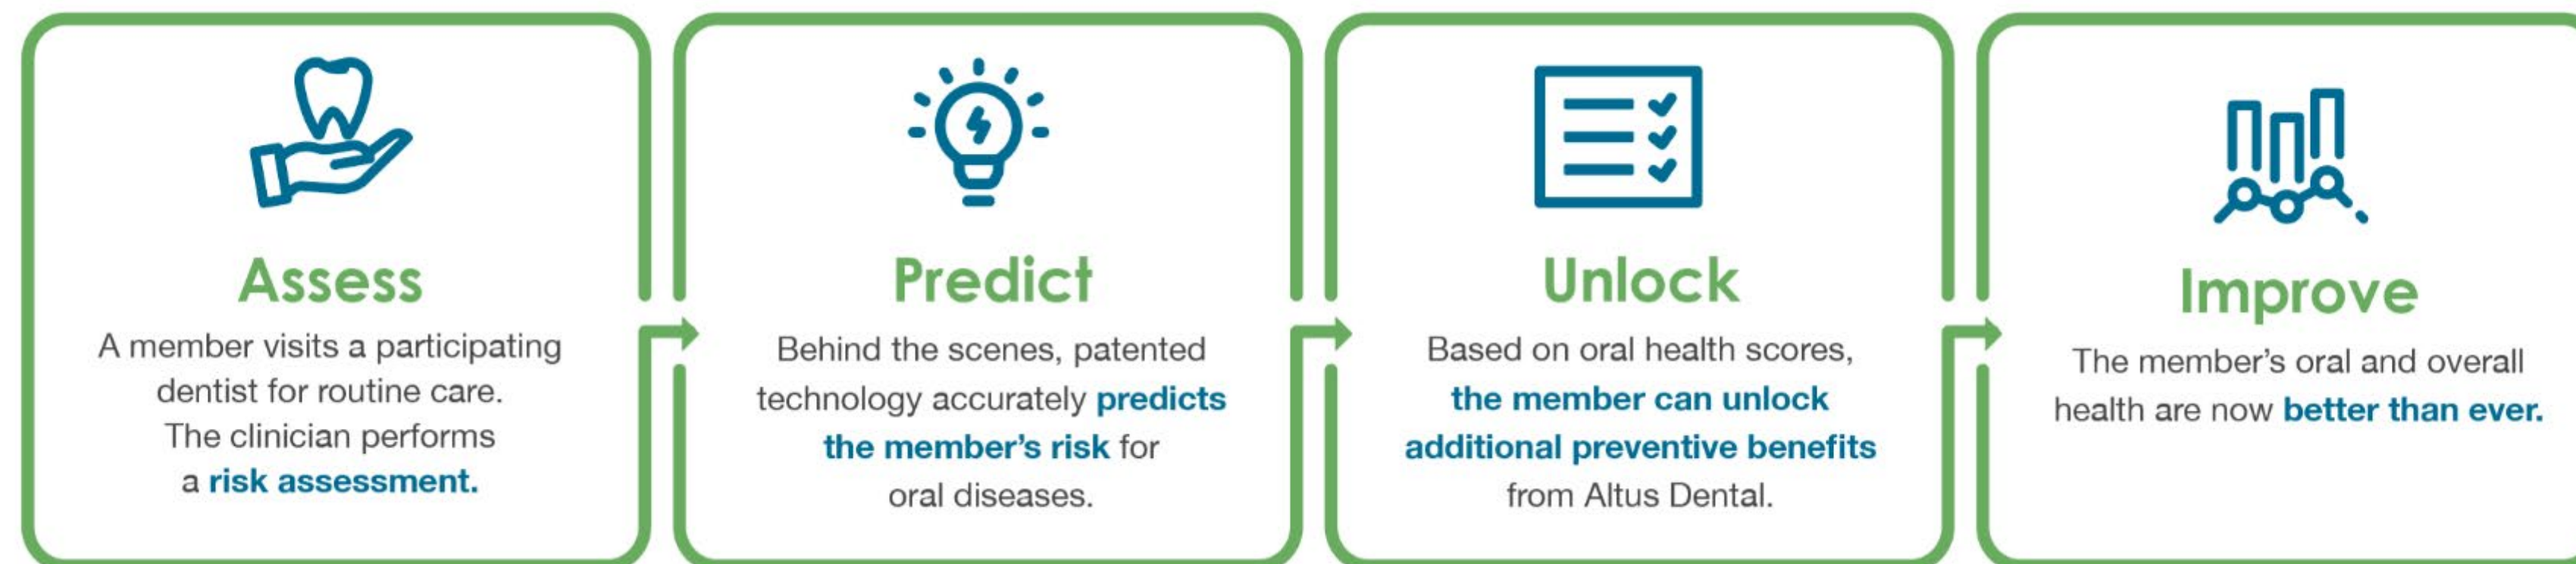 Assess
A member visits a participating
dentist for routine care.
The clinician performs
a risk assessment.
Predict
Behind the scenes, patented
technology accurately predicts
the member’s risk for
oral diseases.
Unlock
Based on oral health scores,
the member can unlock
additional preventive benefits
from Altus Dental.
Improve
The member’s oral and overall
health are now better than ever.